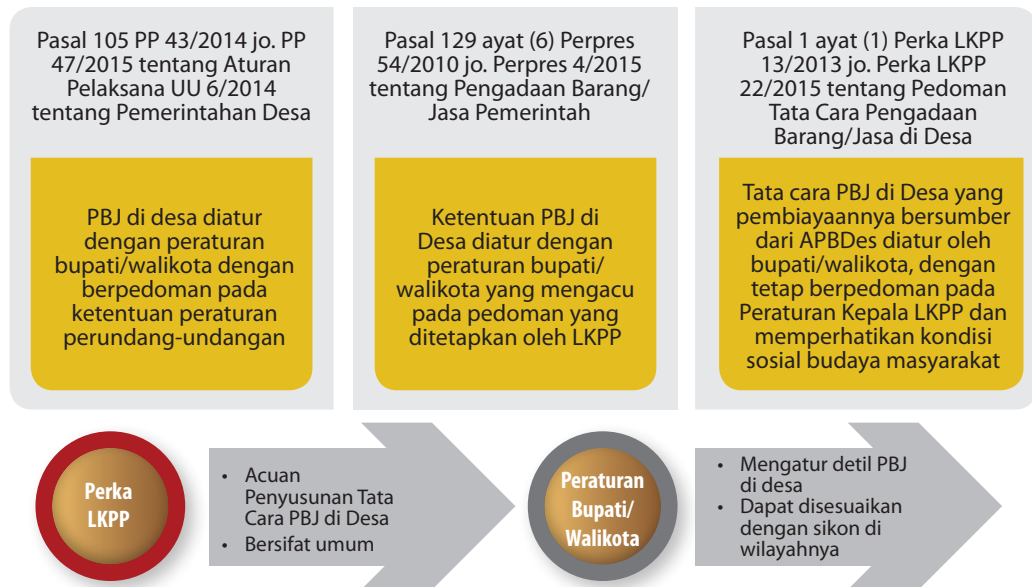 Pasal 105 PP 43/2014 jo. PP
47/2015 tentang Aturan
Pelaksana UU 6/2014
tentang Pemerintahan Desa
PBJ di desa diatur
dengan peraturan
bupati/walikota dengan
berpedoman pada
ketentuan peraturan
perundang-undangan
Pasal 129 ayat (6) Perpres
54/2010 jo. Perpres 4/2015
tentang Pengadaan Barang/
Jasa Pemerintah
Ketentuan PBJ di
Desa diatur dengan
peraturan bupati/
walikota yang mengacu
pada pedoman yang
ditetapkan oleh LKPP
Pasal 1 ayat (1) Perka LKPP
13/2013 jo. Perka LKPP
22/2015 tentang Pedoman
Tata Cara Pengadaan
Barang/Jasa di Desa
Tata cara PBJ di Desa yang
pembiayaannya bersumber
dari APBDes diatur oleh
bupati/walikota, dengan
tetap berpedoman pada
Peraturan Kepala LKPP dan
memperhatikan kondisi
sosial budaya masyarakat
Perka
LKPP
• Acuan
Penyusunan Tata
Cara PBJ di Desa
• Bersifat umum
Peraturan
Bupati/
Walikota
• Mengatur detil PBJ
di desa
• Dapat disesuaikan
dengan sikon di
wilayahnya